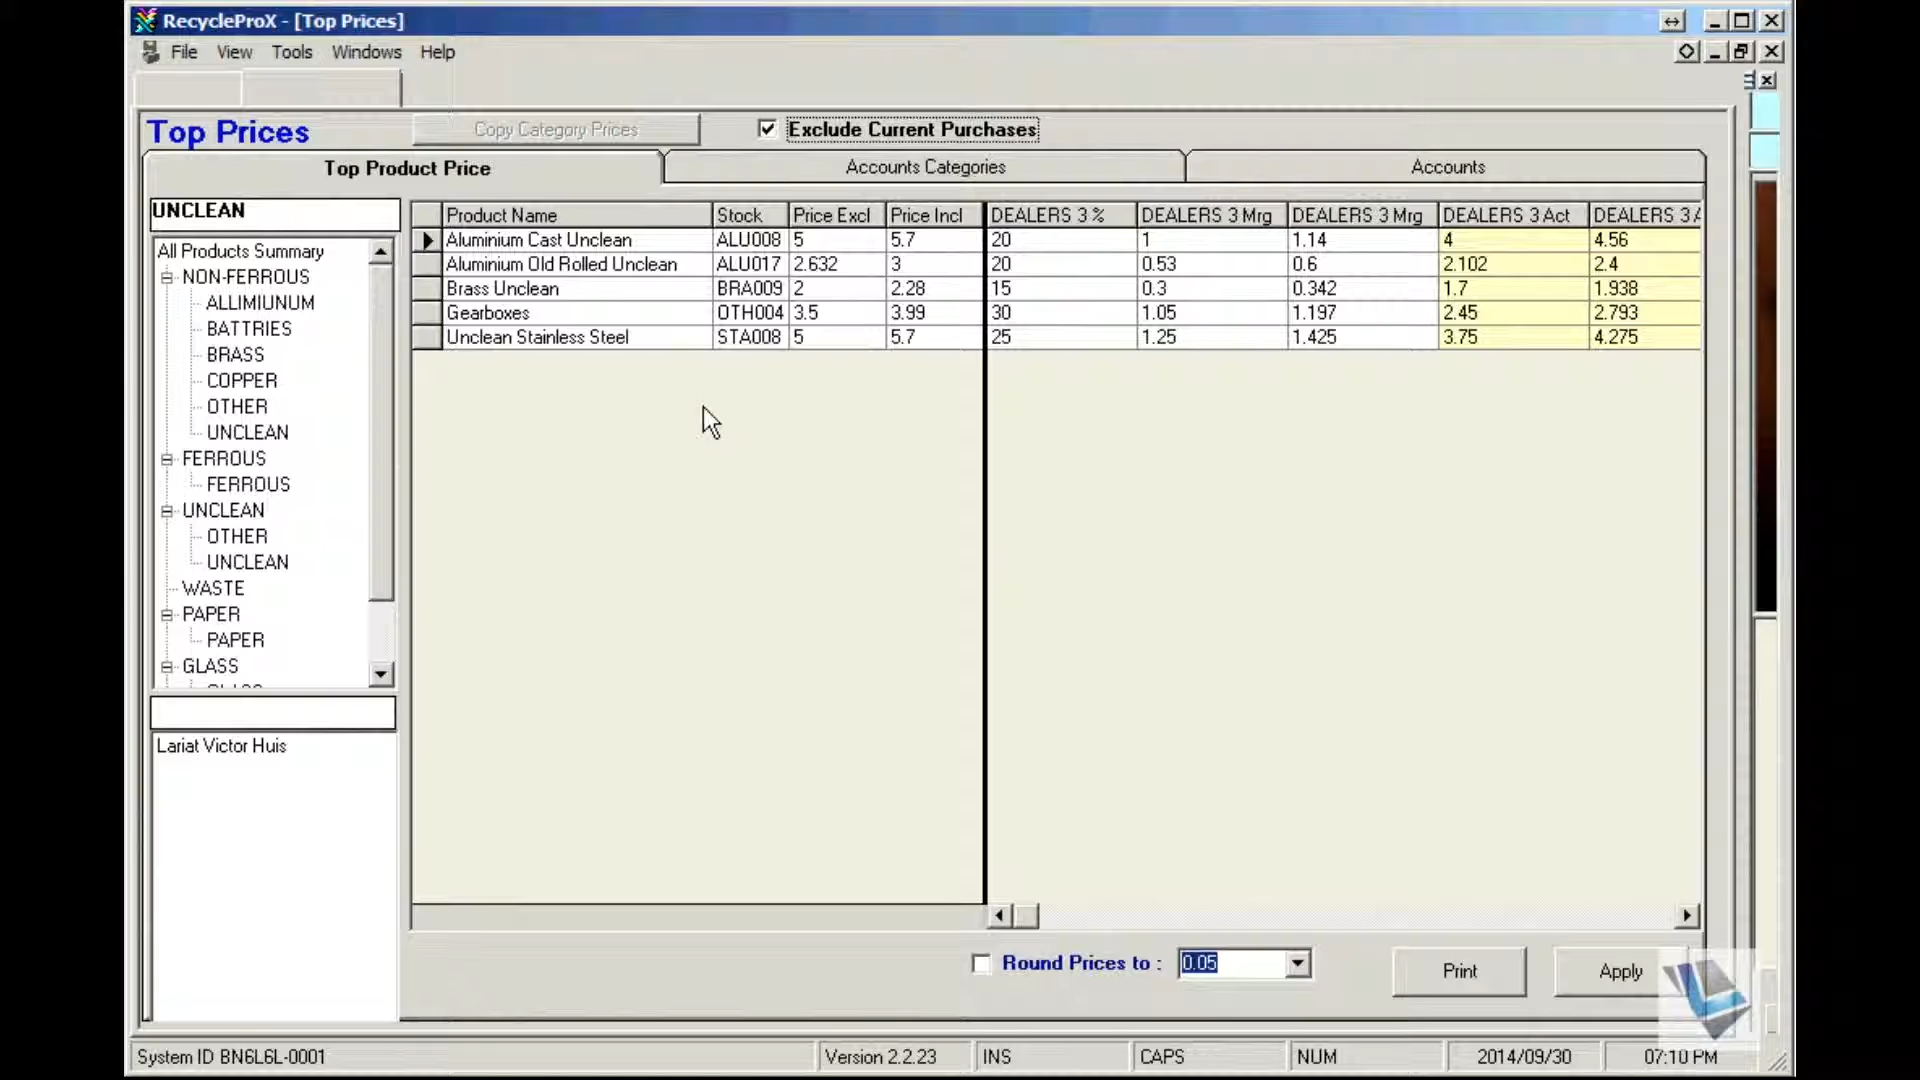 RecycleProX - [Top Prices]
File View Tools Windows Help
Top Prices
Copy Category Prices
Exclude Current Purchases
Top Product Price
Accounts Categories
Accounts
UNCLEAN
All Products Summary
NON-FERROUS
ALLIMIUNUM
BATTRIES
BRASS
COPPER
OTHER
UNCLEAN
FERROUS
FERROUS
UNCLEAN
OTHER
UNCLEAN
WASTE
PAPER
PAPER
GLASS
Lariat Victor Huis
Product Name Stock Price Excl Price Incl DEALERS 3 % DEALERS 3 Mrg DEALERS 3 Mrg DEALERS 3 Act DEALERS 3
Aluminium Cast Unclean ALU008 5 5.7 20 1 1.14 4 4.56
Aluminium Old Rolled Unclean ALU017 2.632 3 20 0.53 0.6 2.102 2.4
Brass Unclean BRA009 2 2.28 15 0.3 0.342 1.7 1.938
Gearboxes OTH004 3.5 3.99 30 1.05 1.197 2.45 2.793
Unclean Stainless Steel STA008 5 5.7 25 1.25 1.425 3.75 4.275
Round Prices to : 0.05
Print
Apply
System ID BN6L6L-0001 Version 2.2.23 INS CAPS NUM 2014/09/30 07:10 PM